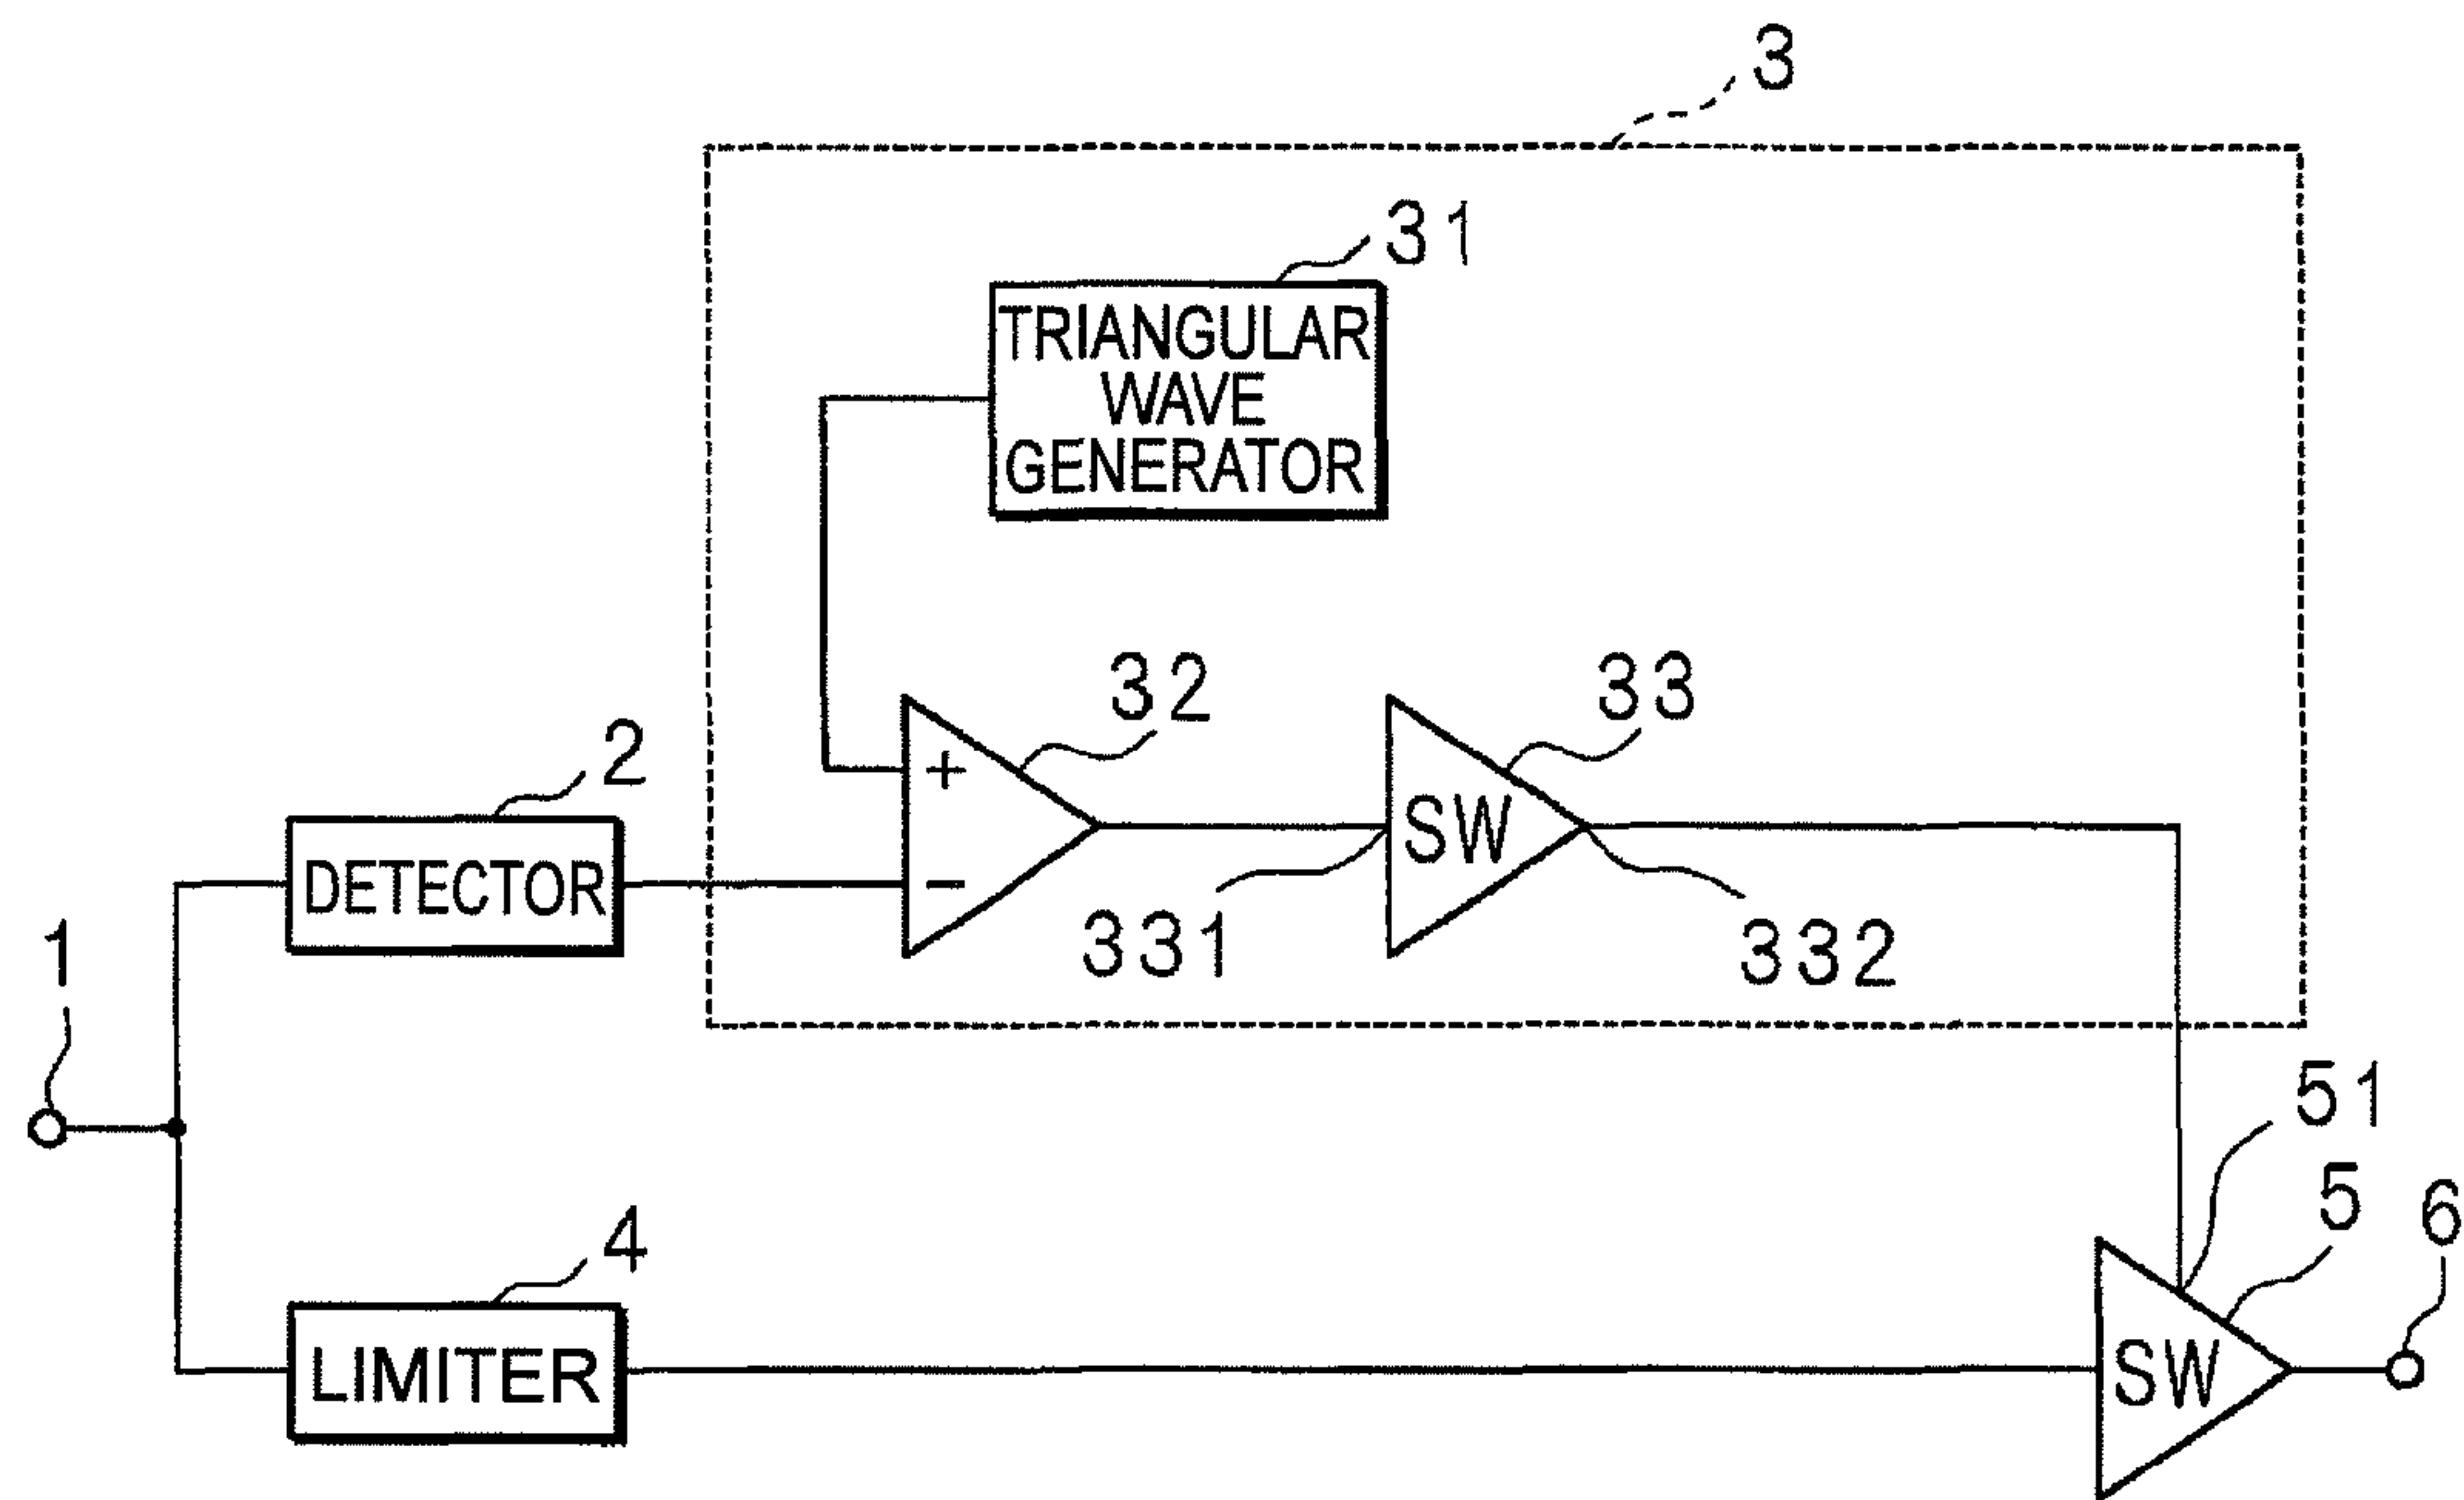 3
31
TRIANGULAR
WAVE
GENERATOR
32
33
+
−
SW
331
332
2
DETECTOR
1
4
LIMITER
51
5
6
SW